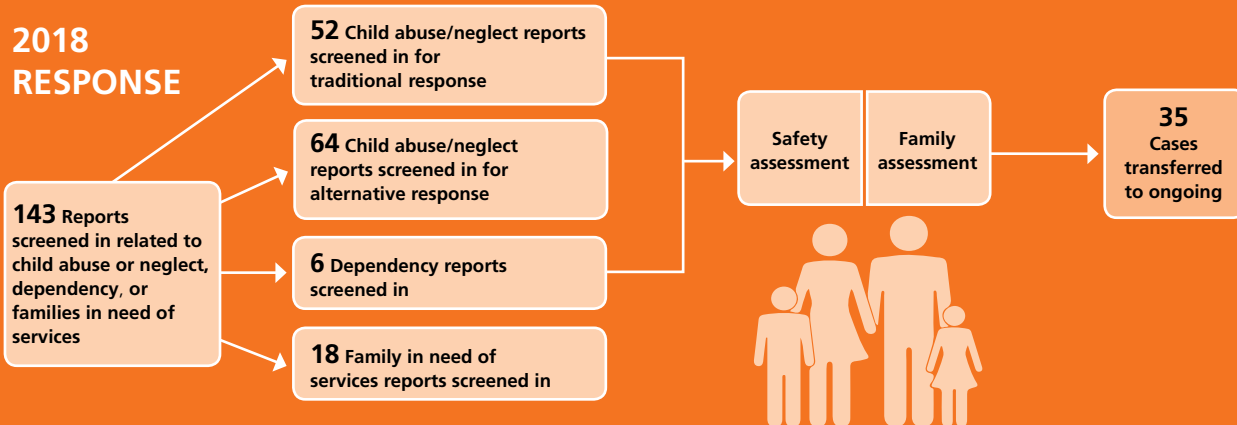 2018
RESPONSE
143 Reports
screened in related to
child abuse or neglect,
dependency, or
families in need of
services
52 Child abuse/neglect reports
screened in for
traditional response
64 Child abuse/neglect
reports screened in for
alternative response
6 Dependency reports
screened in
18 Family in need of
services reports screened in
Safety
assessment
Family
assessment
35
Cases
transferred
to ongoing